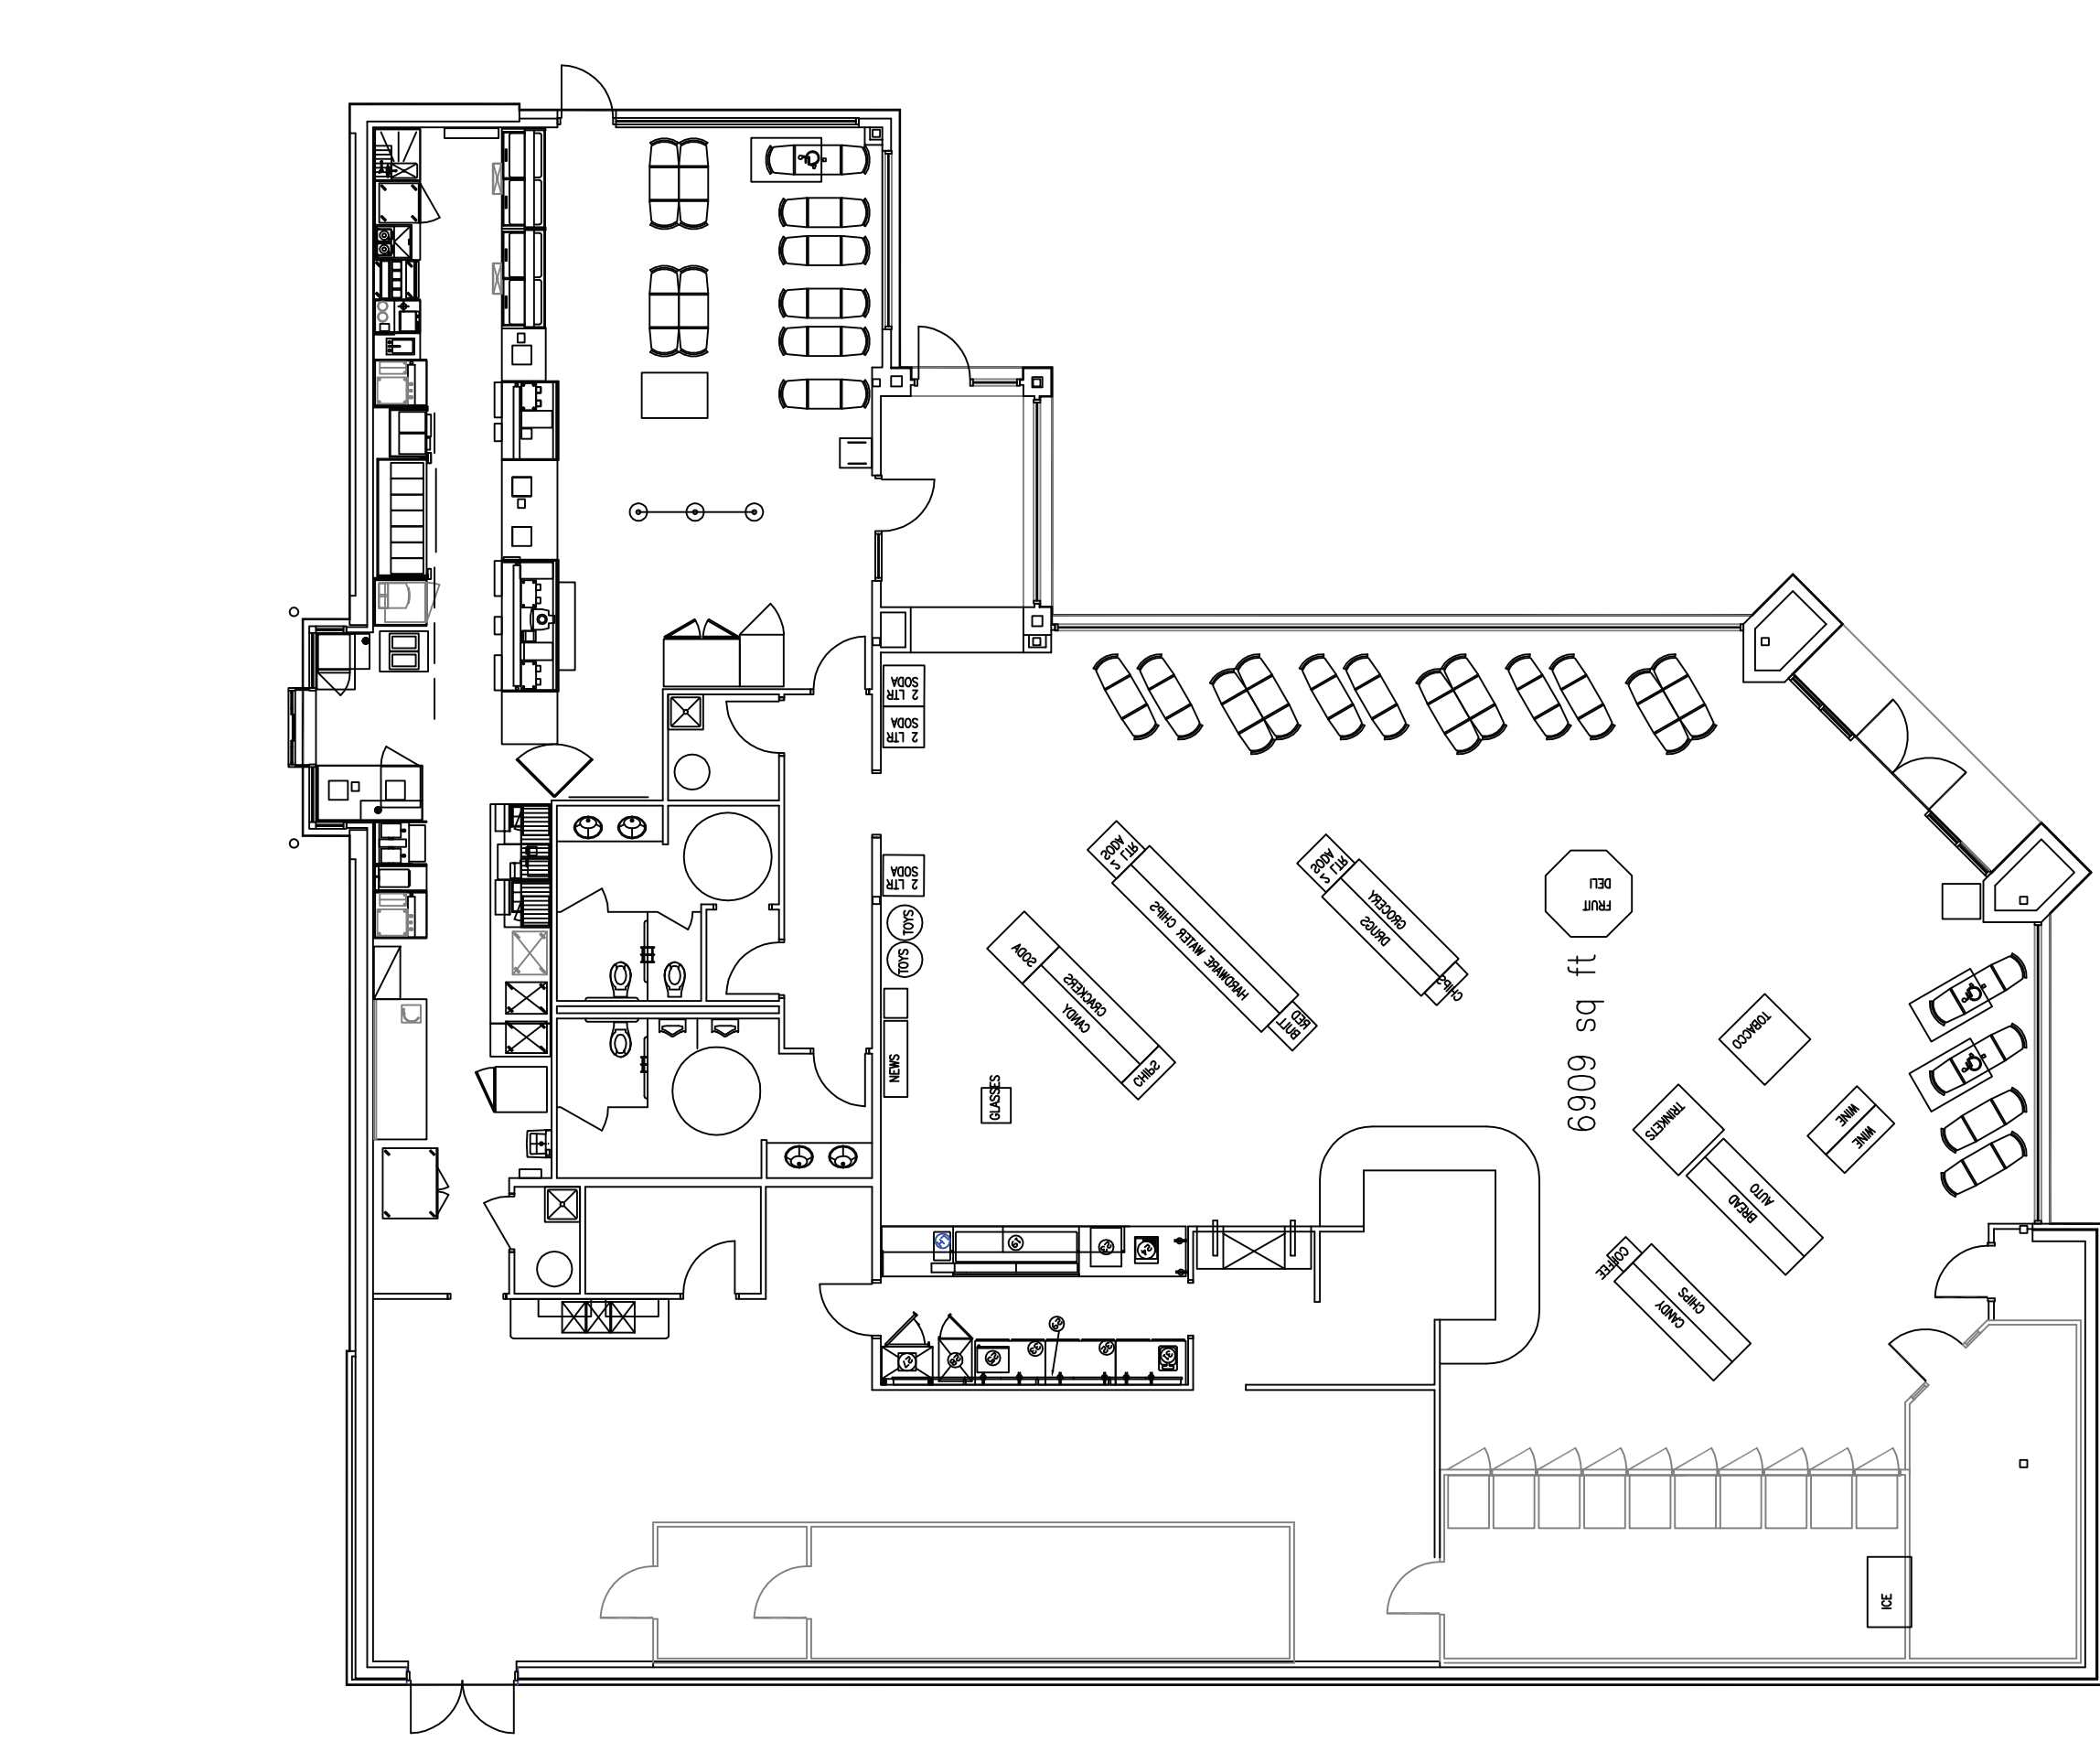 2 LTR
SODA
2 LTR
SODA
2 LTR
SODA
TOYS
TOYS
NEWS
GLASSES
SODA
CRACKERS
CANDY
CHIPS
2 LTR
SODA
HARDWARE WATER CHIPS
RED
BULL
2 LTR
SODA
GROCERY
DRUGS
CHIPS
FRUIT
DELI
6909 sq ft
TOBACCO
TRINKETS
WINE
WINE
AUTO
BREAD
COFFEE
CHIPS
CANDY
ICE